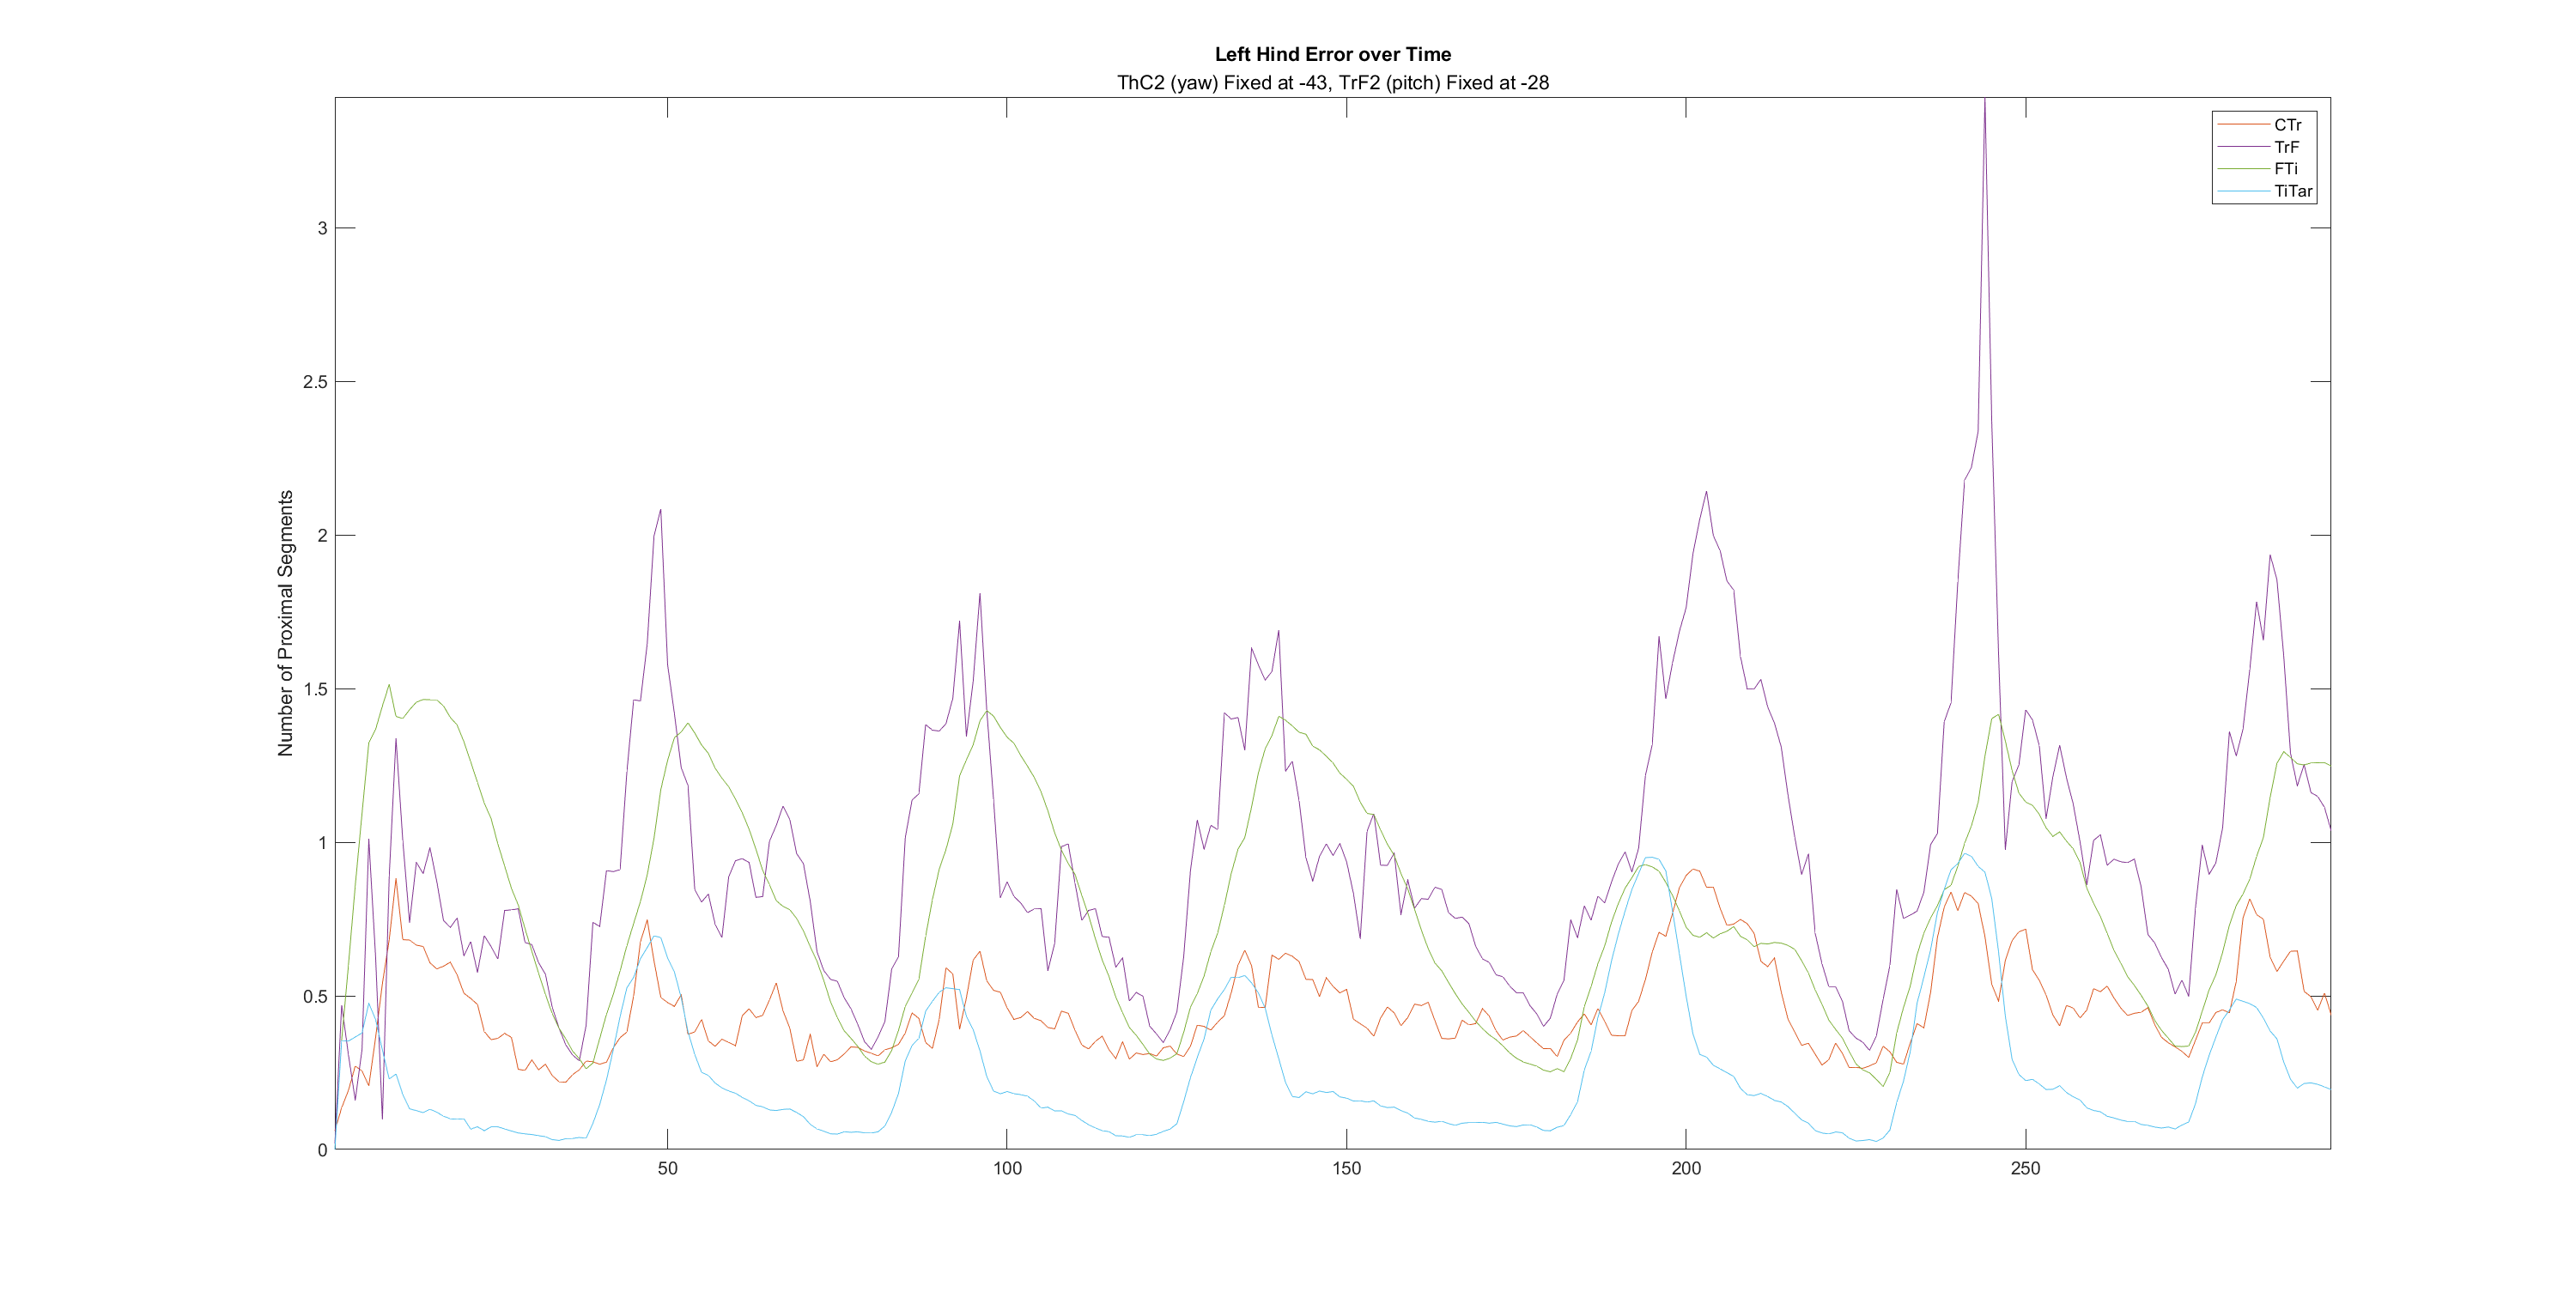 Left Hind Error over Time
ThC2 (yaw) Fixed at -43, TrF2 (pitch) Fixed at -28
CTr
TrF
FTi
TiTar
Number of Proximal Segments
3
2.5
2
1.5
1
0.5
0
50
100
150
200
250